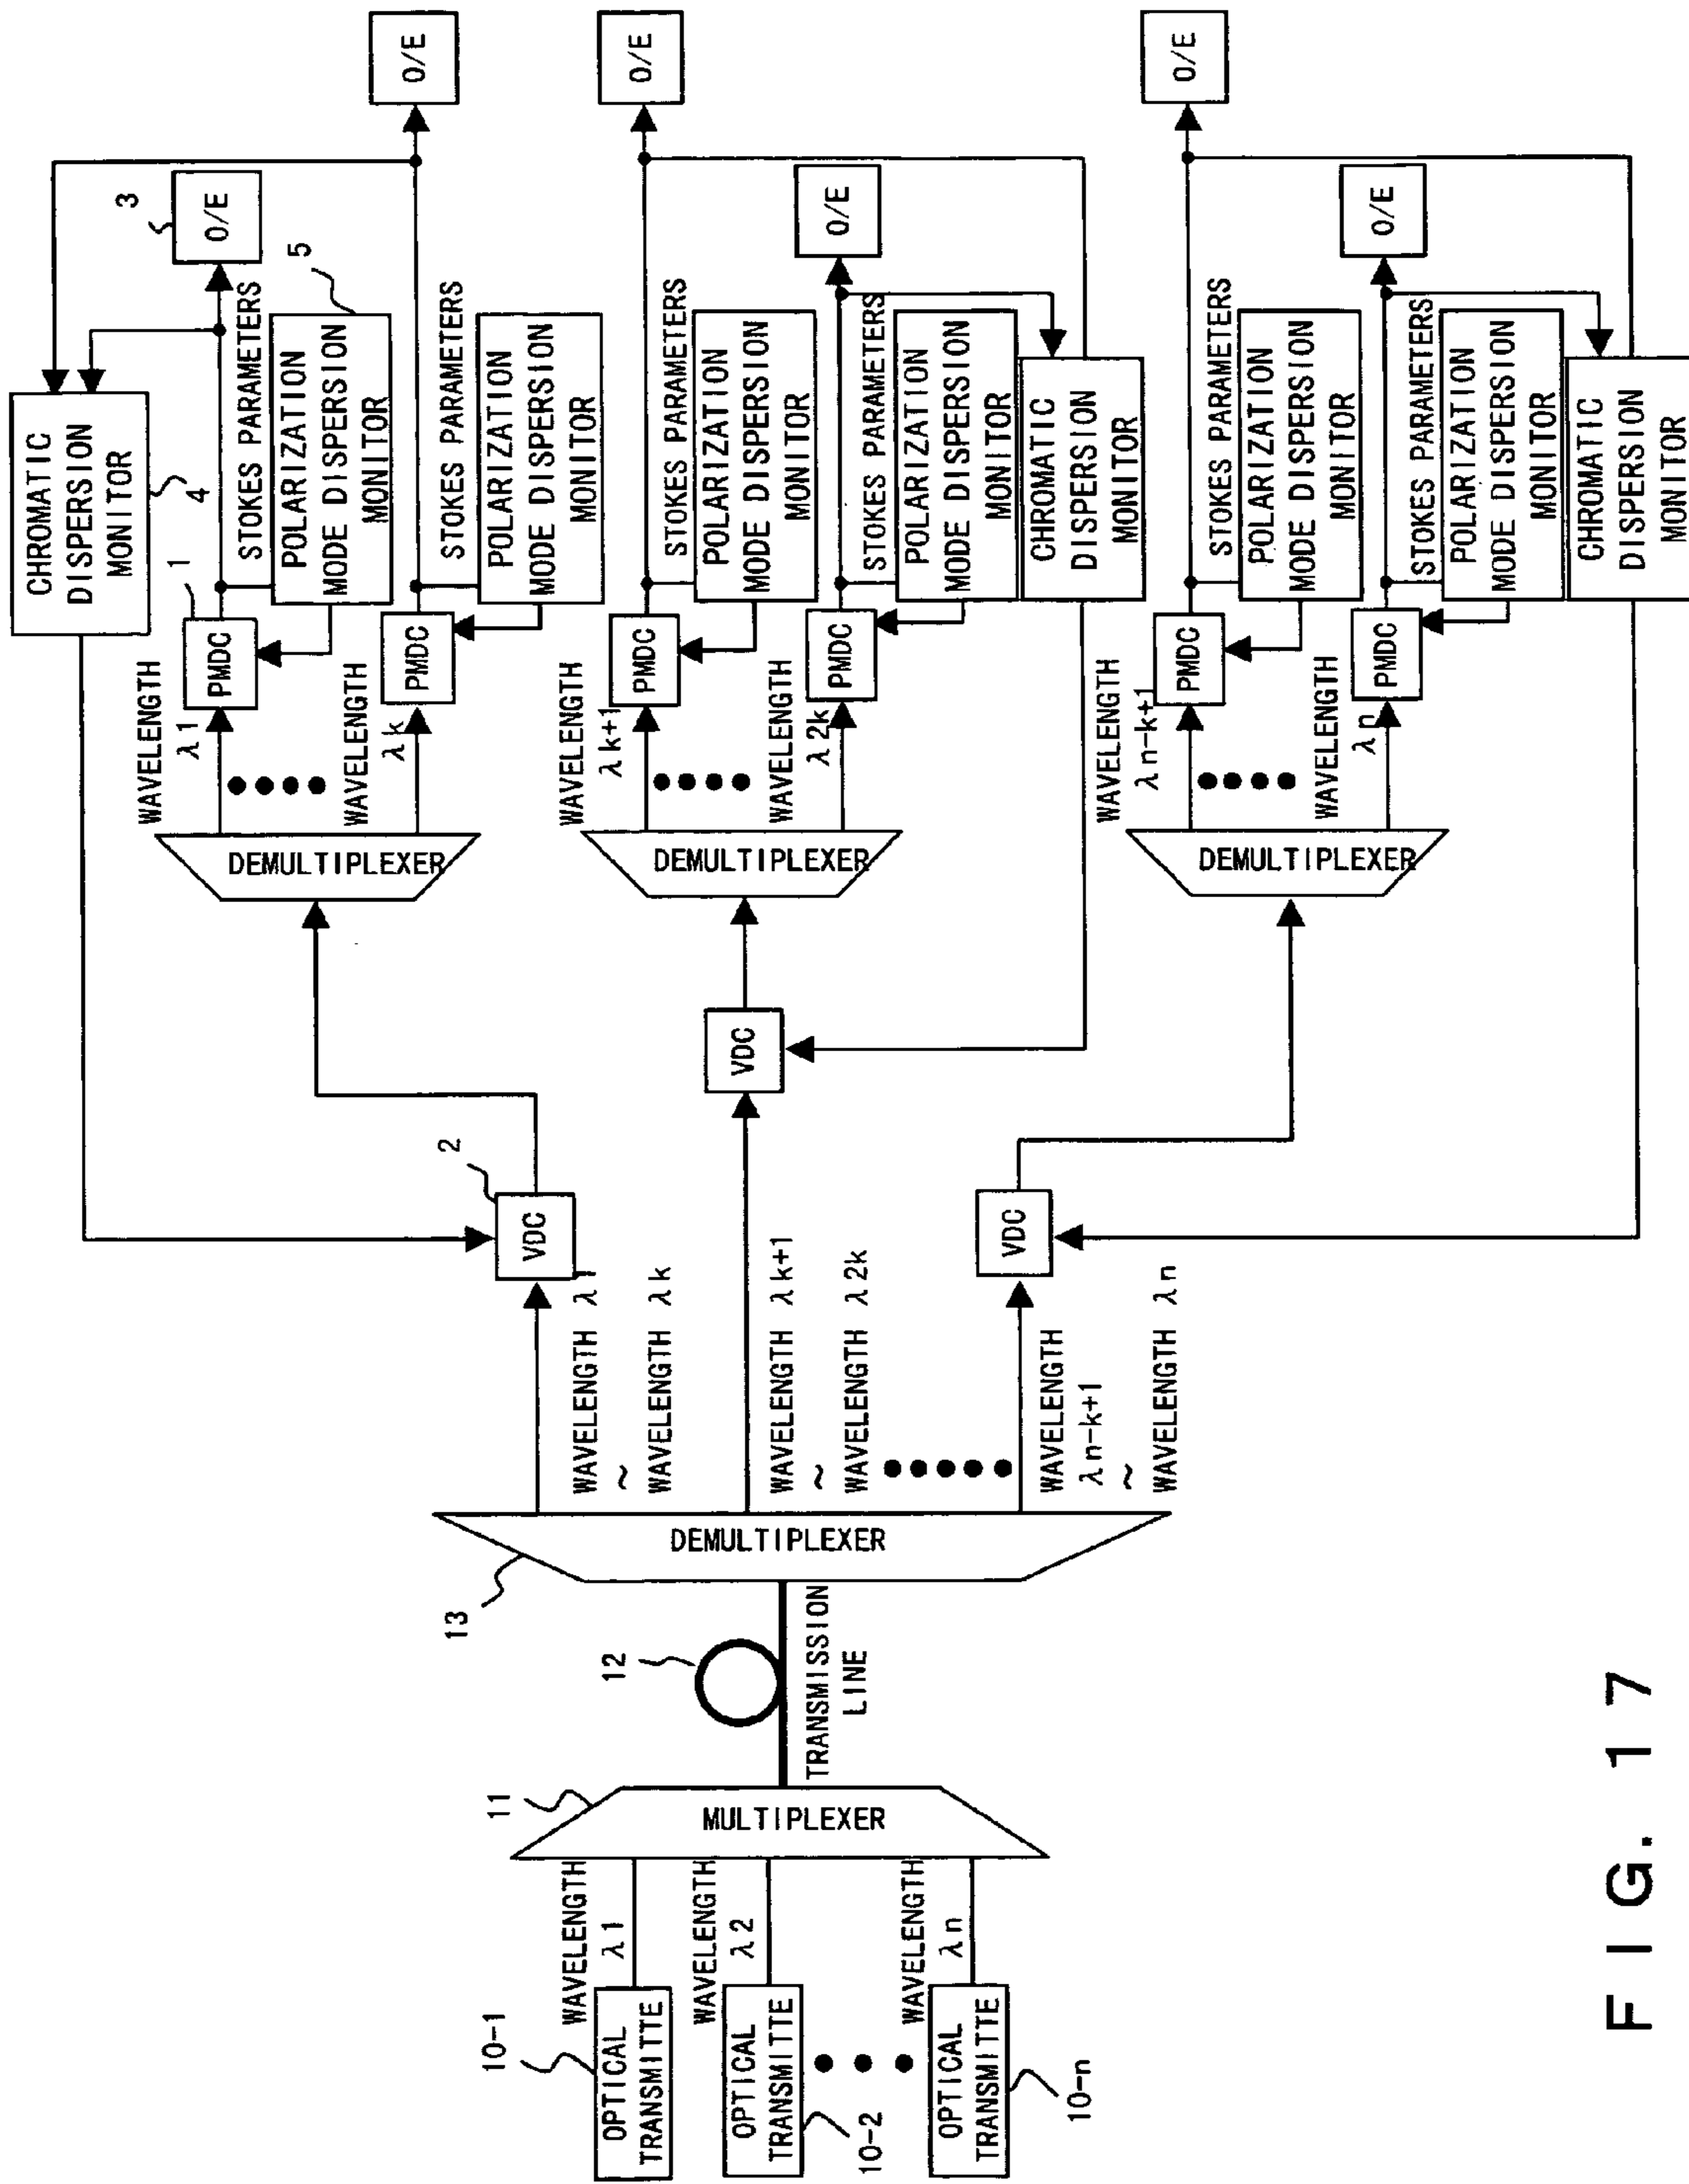 10-1
OPTICAL
TRANSMITTE
WAVELENGTH
λ1
10-2
OPTICAL
TRANSMITTE
WAVELENGTH
λ2
10-n
OPTICAL
TRANSMITTE
WAVELENGTH
λn
11
MULTIPLEXER
12
TRANSMISSION
LINE
13
DEMULTIPLEXER
WAVELENGTH λ1
~
WAVELENGTH λk
WAVELENGTH λk+1
~
WAVELENGTH λ2k
WAVELENGTH
λn-k+1
~
WAVELENGTH λn
2
VDC
VDC
VDC
DEMULTIPLEXER
WAVELENGTH
λ1
WAVELENGTH
λk
1
PMDC
PMDC
CHROMATIC
DISPERSION
MONITOR
4
STOKES PARAMETERS
POLARIZATION
MODE DISPERSION
MONITOR
5
3
O/E
STOKES PARAMETERS
POLARIZATION
MODE DISPERSION
MONITOR
O/E
DEMULTIPLEXER
WAVELENGTH
λk+1
WAVELENGTH
λ2k
PMDC
PMDC
STOKES PARAMETERS
POLARIZATION
MODE DISPERSION
MONITOR
O/E
STOKES PARAMETERS
POLARIZATION
MODE DISPERSION
MONITOR
O/E
CHROMATIC
DISPERSION
MONITOR
DEMULTIPLEXER
WAVELENGTH
λn-k+1
WAVELENGTH
λn
PMDC
PMDC
STOKES PARAMETERS
POLARIZATION
MODE DISPERSION
MONITOR
O/E
STOKES PARAMETERS
POLARIZATION
MODE DISPERSION
MONITOR
O/E
CHROMATIC
DISPERSION
MONITOR
FIG. 17